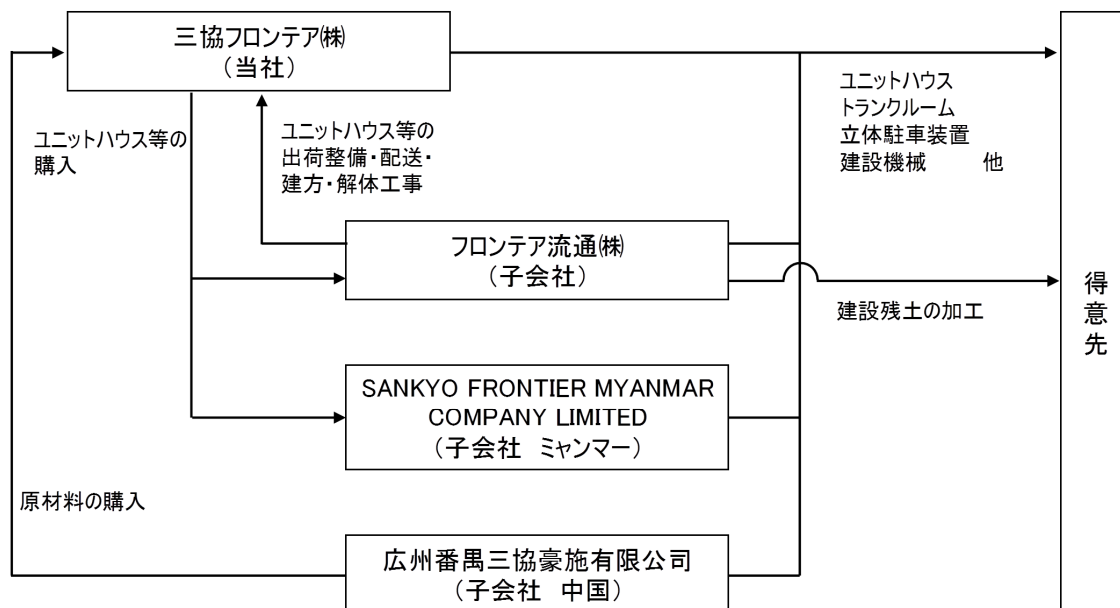 三協フロンテア㈱
（当社）
ユニットハウス等の
購入
ユニットハウス等の
出荷整備・配送・
建方・解体工事
ユニットハウス
トランクルーム
立体駐車装置
建設機械　　　他
フロンテア流通㈱
（子会社）
建設残土の加工
得意先
SANKYO FRONTIER MYANMAR
COMPANY LIMITED
（子会社　ミャンマー）
原材料の購入
広州番禺三協豪施有限公司
（子会社　中国）